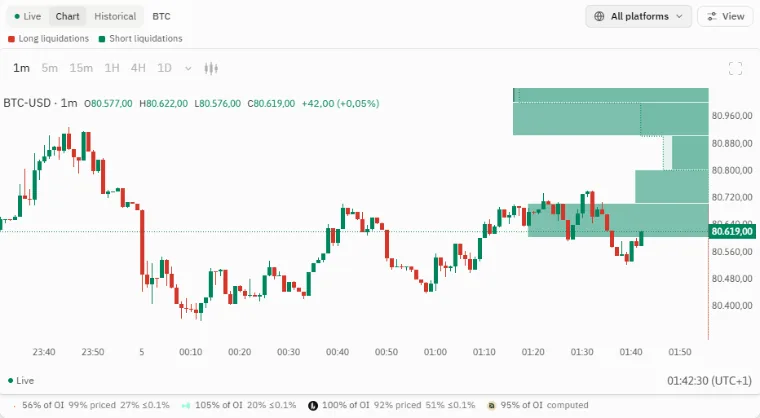 Live Chart Historical BTC All platforms View
Long liquidations Short liquidations
1m 5m 15m 1H 4H 1D
BTC-USD · 1m O80.577,00 H80.622,00 L80.576,00 C80.619,00 +42,00 (+0,05%)
80.960,00
80.880,00
80.800,00
80.720,00
80.619,00
80.560,00
80.480,00
80.400,00
23:40 23:50 5 00:10 00:20 00:30 00:40 00:50 01:00 01:10 01:20 01:30 01:40 01:50
Live 01:42:30 (UTC+1)
56% of OI 99% priced 27% ≤0.1% 105% of OI 20% ≤0.1% 100% of OI 92% priced 51% ≤0.1% 95% of OI computed